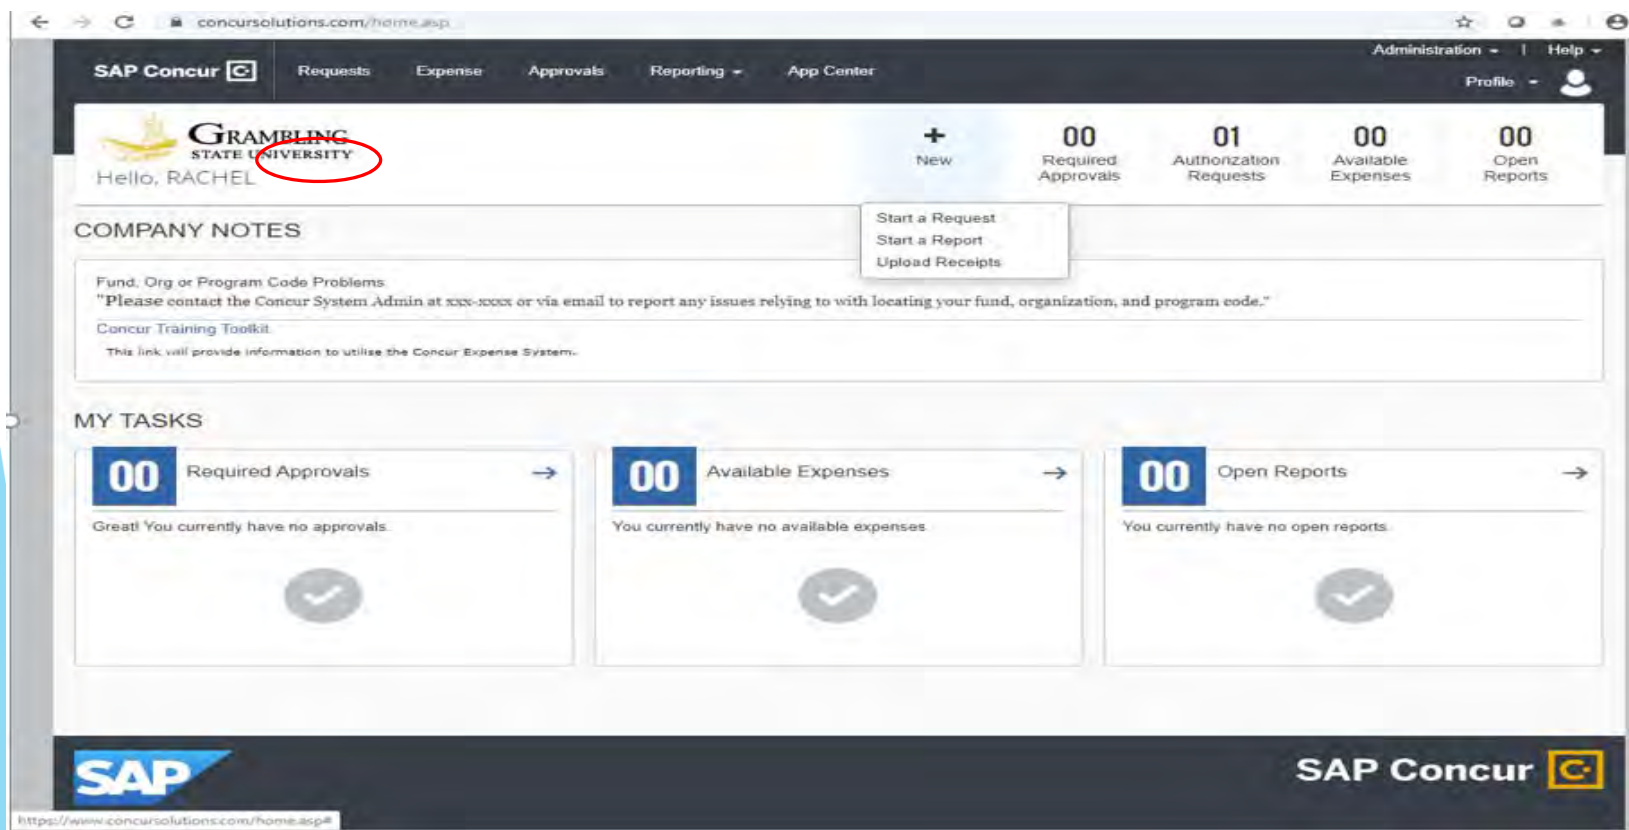 concursolutions.com/home.asp
Administration | Help
SAP Concur C Requests Expense Approvals Reporting App Center
Profile
GRAMBLING
STATE UNIVERSITY
Hello, RACHEL
+
New
00
Required
Approvals
01
Authorization
Requests
00
Available
Expenses
00
Open
Reports
Start a Request
Start a Report
Upload Receipts
COMPANY NOTES
Fund, Org or Program Code Problems
"Please contact the Concur System Admin at xxx-xxxx or via email to report any issues relying to with locating your fund, organization, and program code."
Concur Training Toolkit
This link will provide information to utilise the Concur Expense System.
MY TASKS
00 Required Approvals
Great! You currently have no approvals.
00 Available Expenses
You currently have no available expenses.
00 Open Reports
You currently have no open reports.
SAP
SAP Concur C
https://www.concursolutions.com/home.asp#